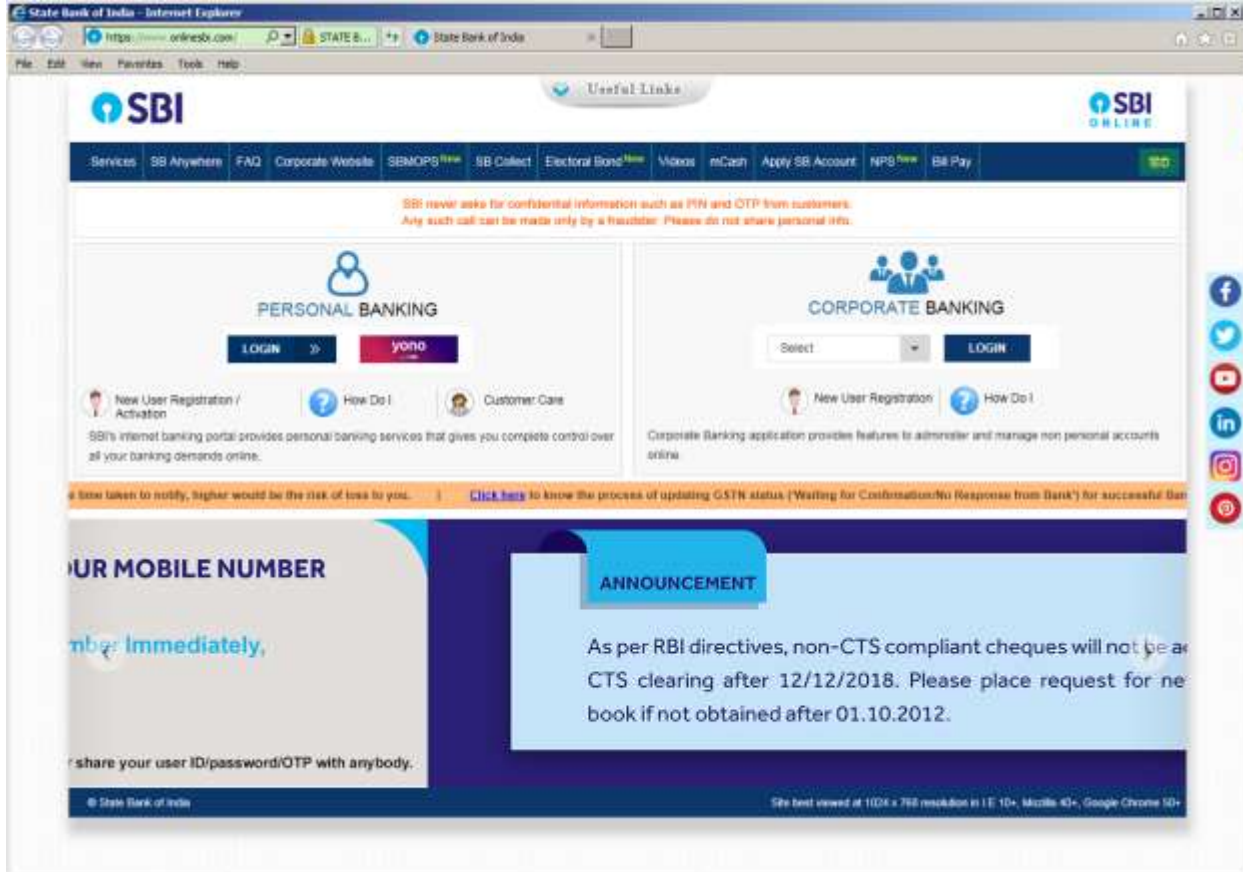 State Bank of India - Internet Explorer
https://www.onlinesbi.com/ STATE B... State Bank of India
File Edit View Favorites Tools Help
Useful Links
SBI
SBI
ONLINE
Services SB Anywhere FAQ Corporate Website SBMOPS New SB Collect Electoral Bond New Videos mCash Apply SB Account NPS New Bill Pay हिंदी
SBI never asks for confidential information such as PIN and OTP from customers.
Any such call can be made only by a fraudster. Please do not share personal info.
PERSONAL BANKING
LOGIN »
yono
New User Registration /
Activation
How Do I
Customer Care
SBI's internet banking portal provides personal banking services that gives you complete control over
all your banking demands online.
CORPORATE BANKING
Select
LOGIN
New User Registration
How Do I
Corporate Banking application provides features to administer and manage non personal accounts
online.
time taken to notify, higher would be the risk of loss to you. | Click here to know the process of updating GSTN status ('Waiting for Confirmation/No Response from Bank') for successful Ban
UR MOBILE NUMBER
mber Immediately,
share your user ID/password/OTP with anybody.
ANNOUNCEMENT
As per RBI directives, non-CTS compliant cheques will not be a
CTS clearing after 12/12/2018. Please place request for ne
book if not obtained after 01.10.2012.
© State Bank of India
Site best viewed at 1024 x 768 resolution in I.E 10+, Mozilla 40+, Google Chrome 50+